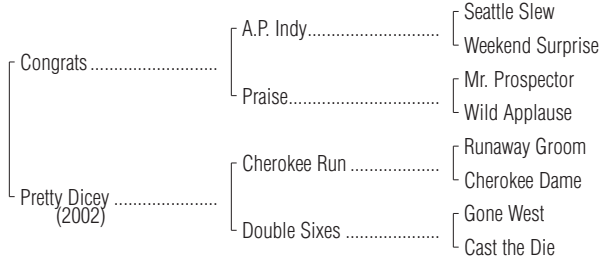 Seattle Slew
A.P. Indy..............................
Weekend Surprise
Congrats .............................
Mr. Prospector
Praise...................................
Wild Applause
Runaway Groom
Cherokee Run ....................
Cherokee Dame
Pretty Dicey .......................
(2002)
Gone West
Double Sixes .....................
Cast the Die